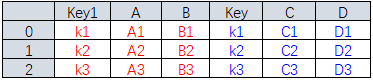 Key1 A B Key C D
0 k1 A1 B1 k1 C1 D1
1 k2 A2 B2 k2 C2 D2
2 k3 A3 B3 k3 C3 D3